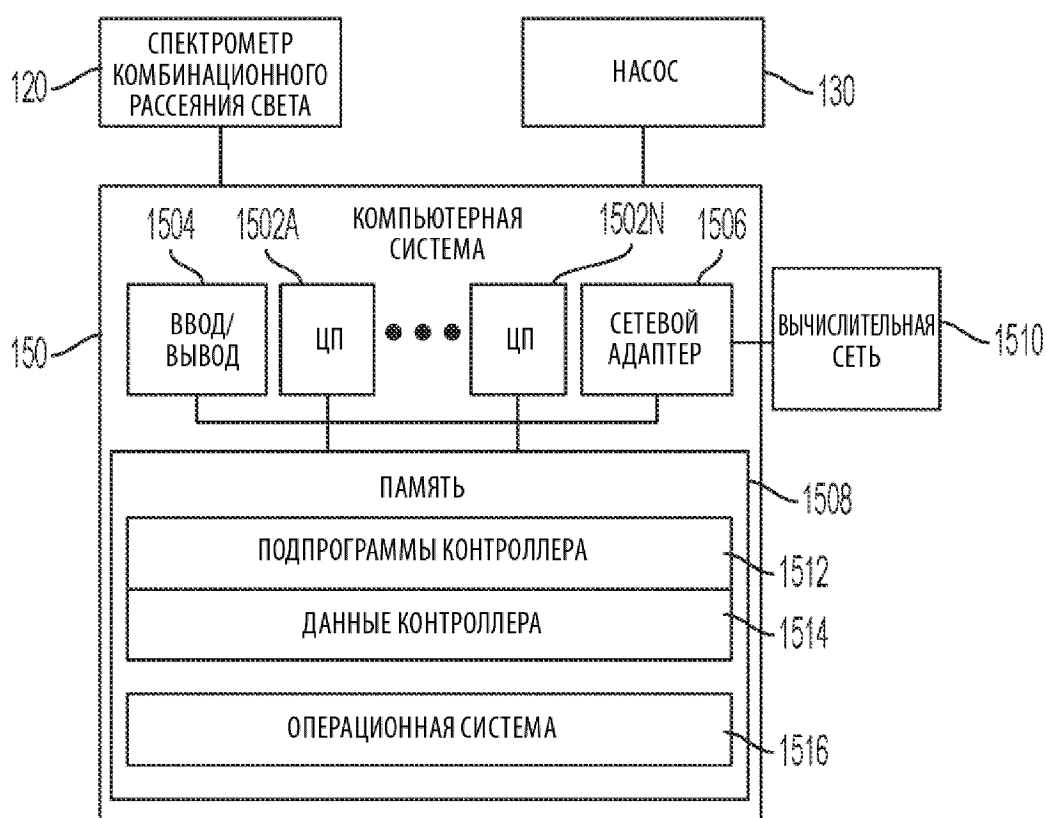 СПЕКТРОМЕТР
КОМБИНАЦИОННОГО
РАССЕЯНИЯ СВЕТА
120
НАСОС
130
КОМПЬЮТЕРНАЯ
СИСТЕМА
1504
1502A
1502N
1506
150
ВВОД/
ВЫВОД
ЦП
ЦП
СЕТЕВОЙ
АДАПТЕР
ВЫЧИСЛИТЕЛЬНАЯ
СЕТЬ
1510
ПАМЯТЬ
1508
ПОДПРОГРАММЫ КОНТРОЛЛЕРА
1512
ДАННЫЕ КОНТРОЛЛЕРА
1514
ОПЕРАЦИОННАЯ СИСТЕМА
1516